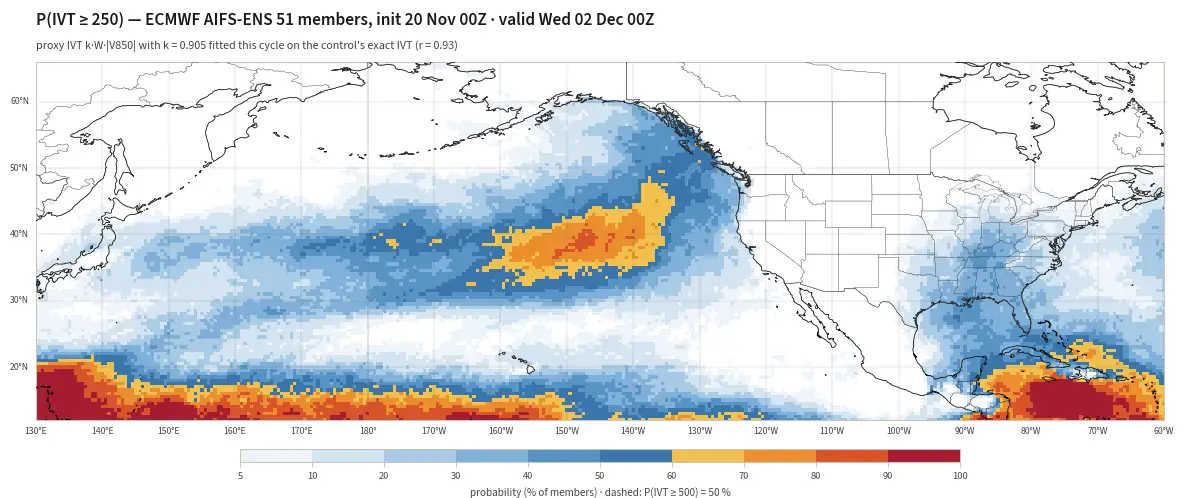 P(IVT ≥ 250) — ECMWF AIFS-ENS 51 members, init 20 Nov 00Z · valid Wed 02 Dec 00Z
proxy IVT k·W·|V850| with k = 0.905 fitted this cycle on the control's exact IVT (r = 0.93)
60°N
50°N
40°N
30°N
20°N
130°E 140°E 150°E 160°E 170°E 180° 170°W 160°W 150°W 140°W 130°W 120°W 110°W 100°W 90°W 80°W 70°W 60°W
5 10 20 30 40 50 60 70 80 90 100
probability (% of members) · dashed: P(IVT ≥ 500) = 50 %